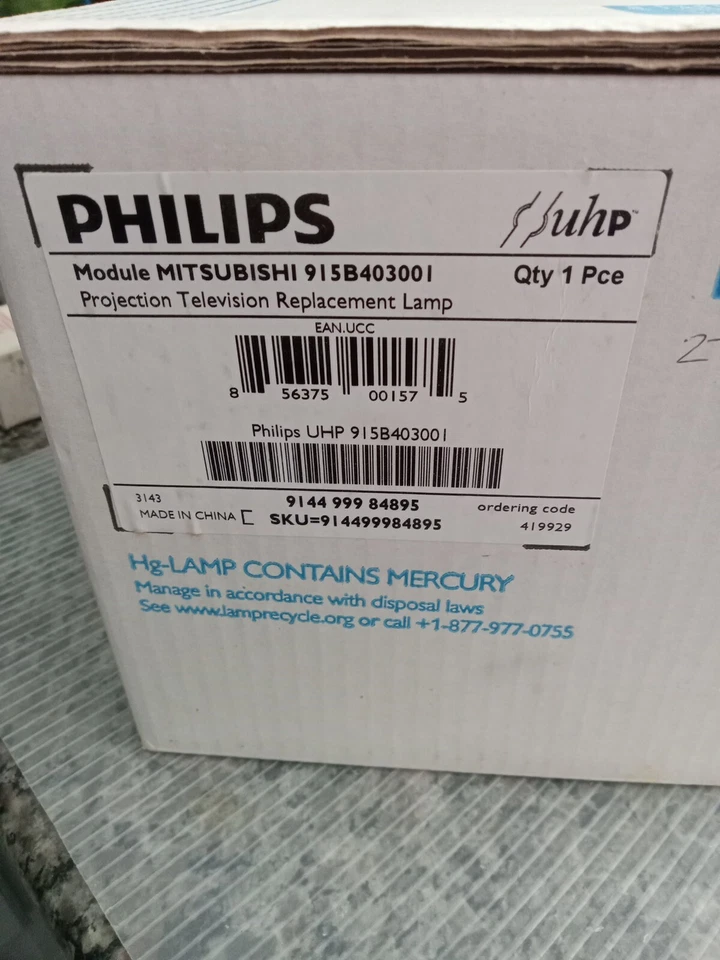 PHILIPS
uhP™
Module MITSUBISHI 915B403001
Qty 1 Pce
Projection Television Replacement Lamp
EAN.UCC
8 56375 00157 5
Philips UHP 915B403001
3143
9144 999 84895
ordering code
MADE IN CHINA
SKU=914499984895
419929
Hg-LAMP CONTAINS MERCURY
Manage in accordance with disposal laws
See www.lamprecycle.org or call +1-877-977-0755